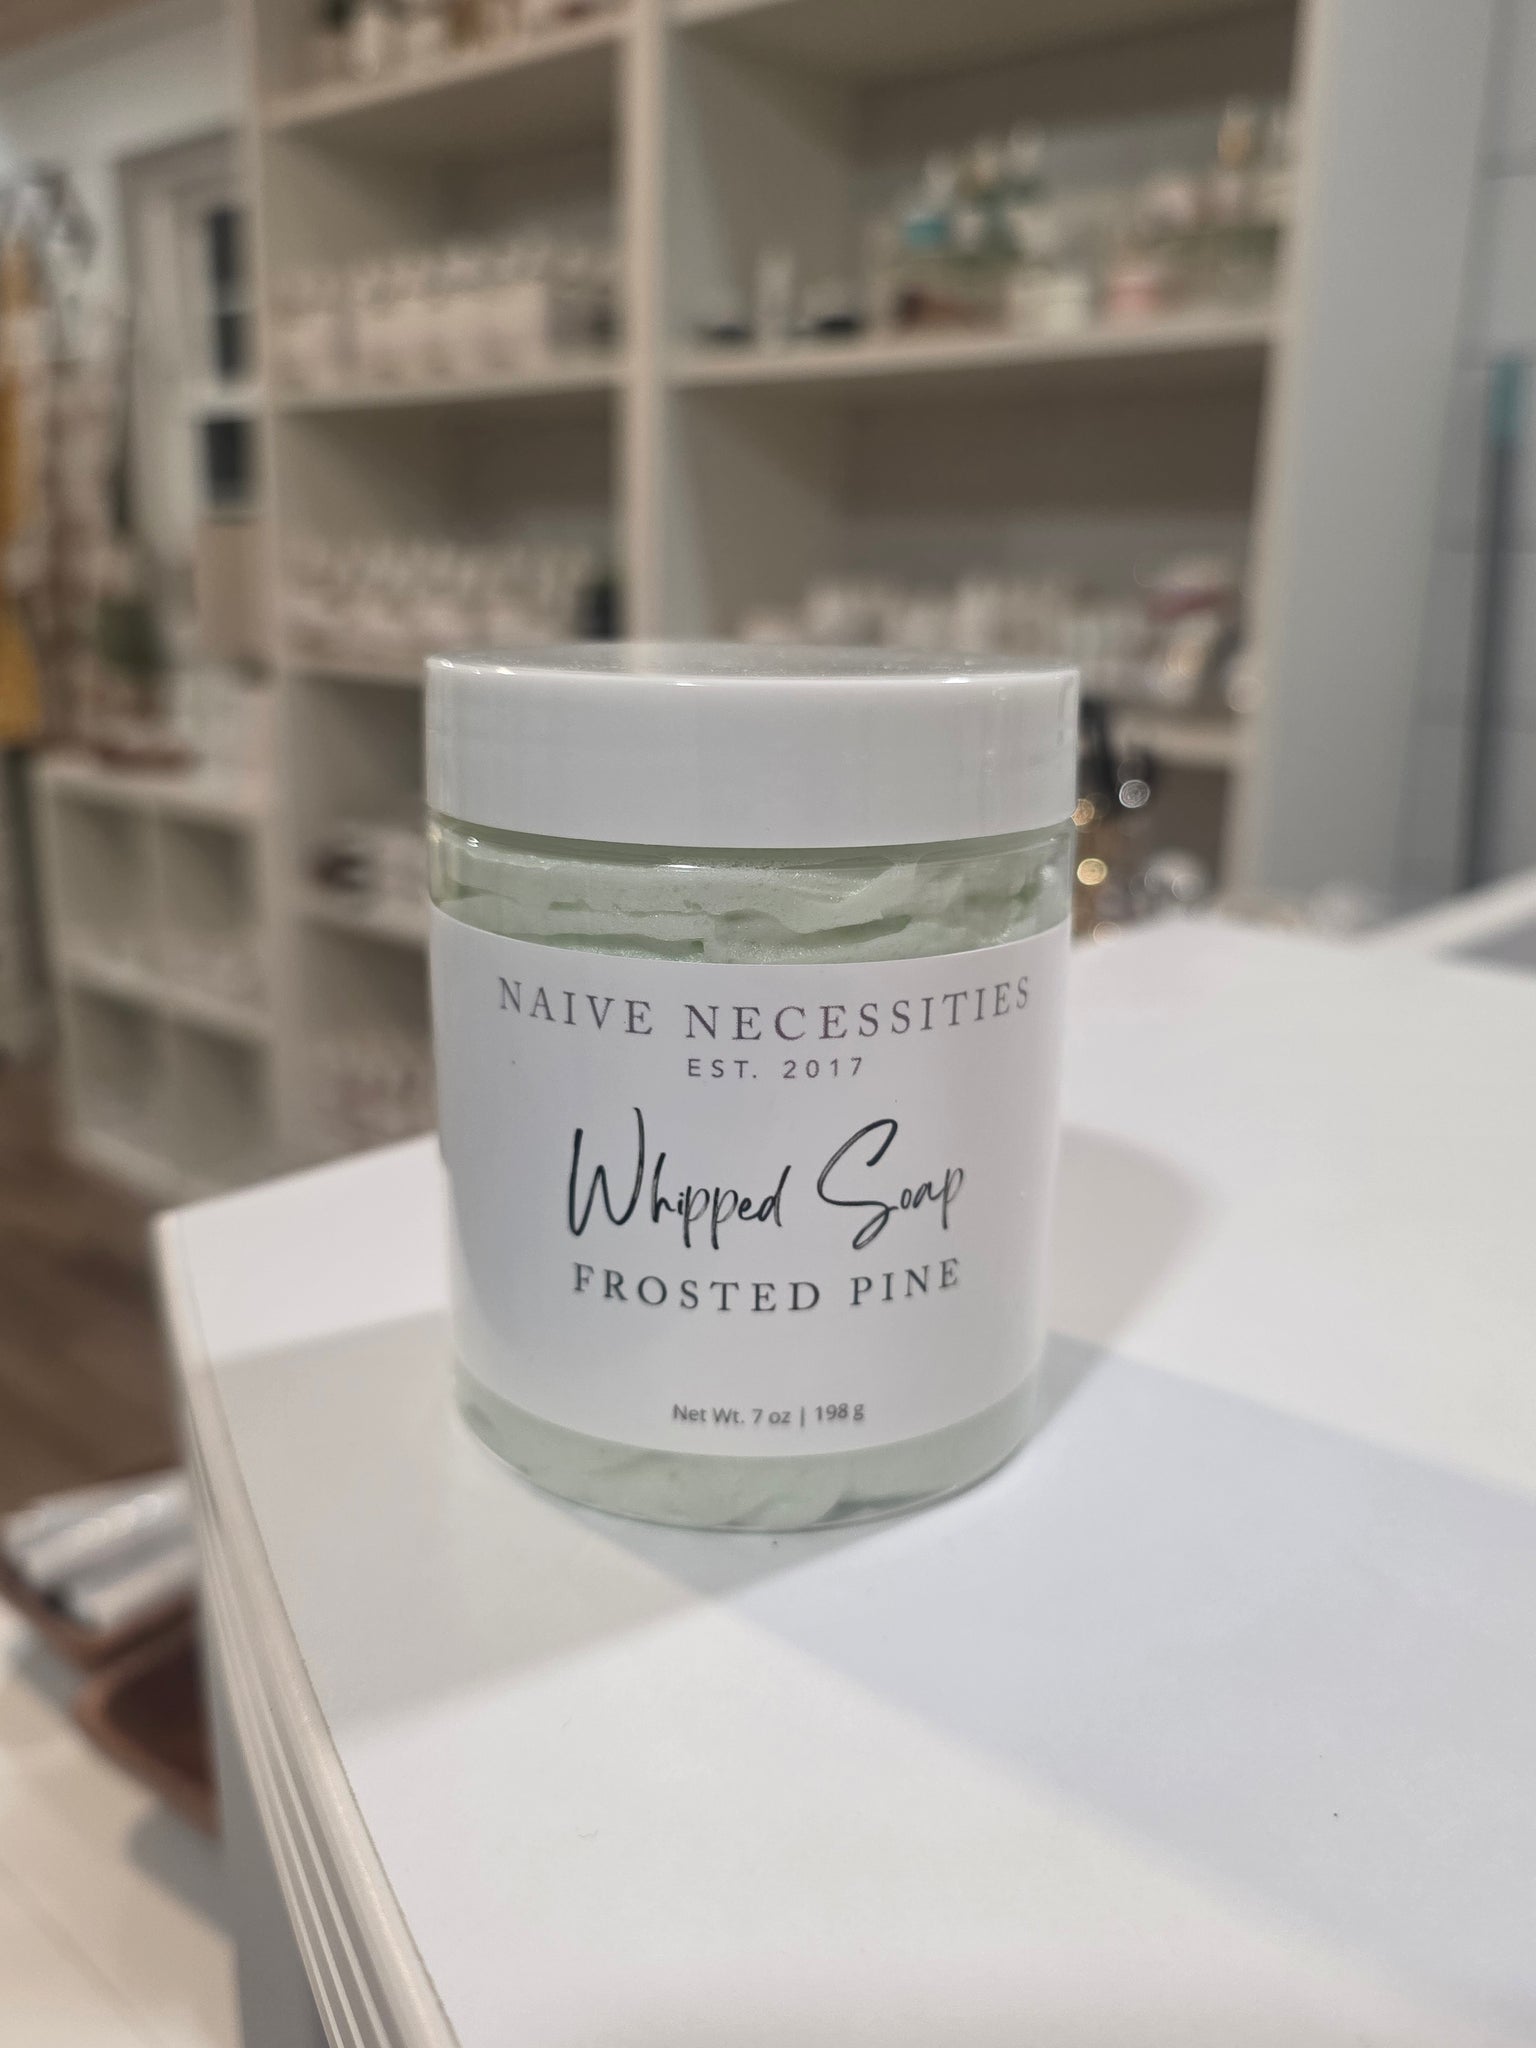 NAIVE NECESSITIES
EST. 2017
Whipped Soap
FROSTED PINE
Net Wt. 7 oz | 198 g